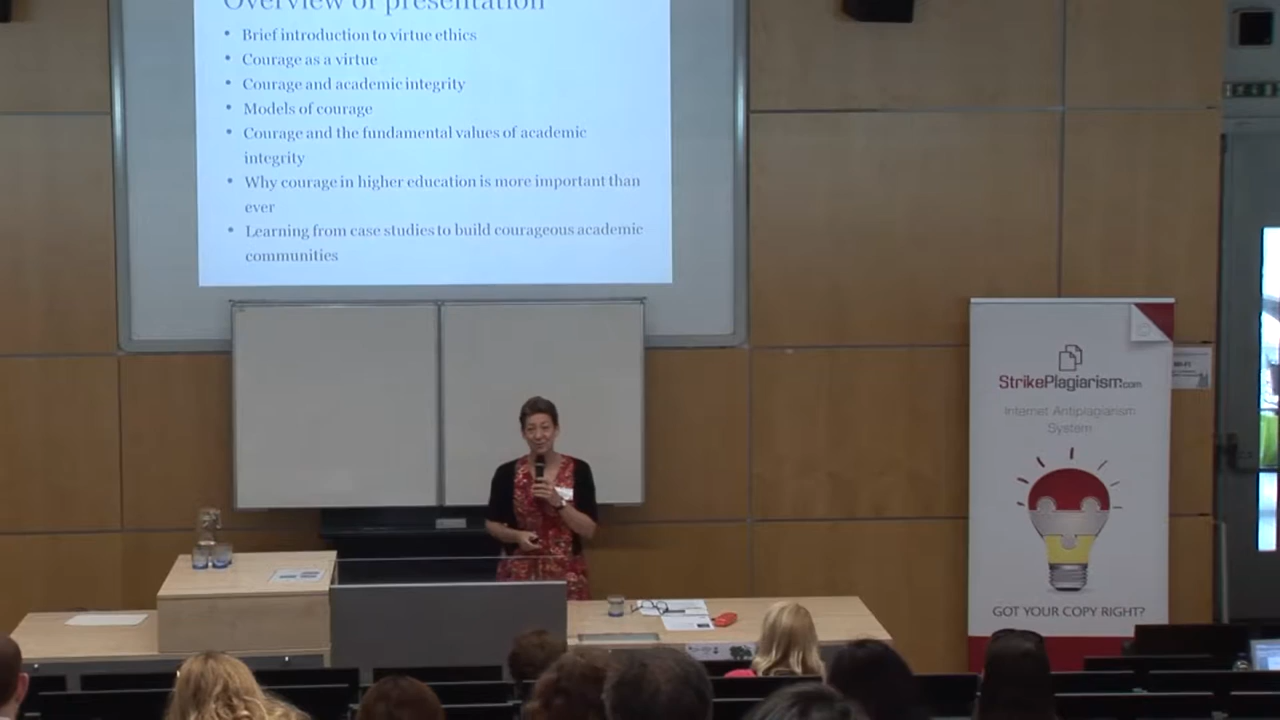 Overview of presentation
• Brief introduction to virtue ethics
• Courage as a virtue
• Courage and academic integrity
• Models of courage
• Courage and the fundamental values of academic
integrity
• Why courage in higher education is more important than
ever
• Learning from case studies to build courageous academic
communities
StrikePlagiarism.com
Internet Antiplagiarism
System
GOT YOUR COPY RIGHT?